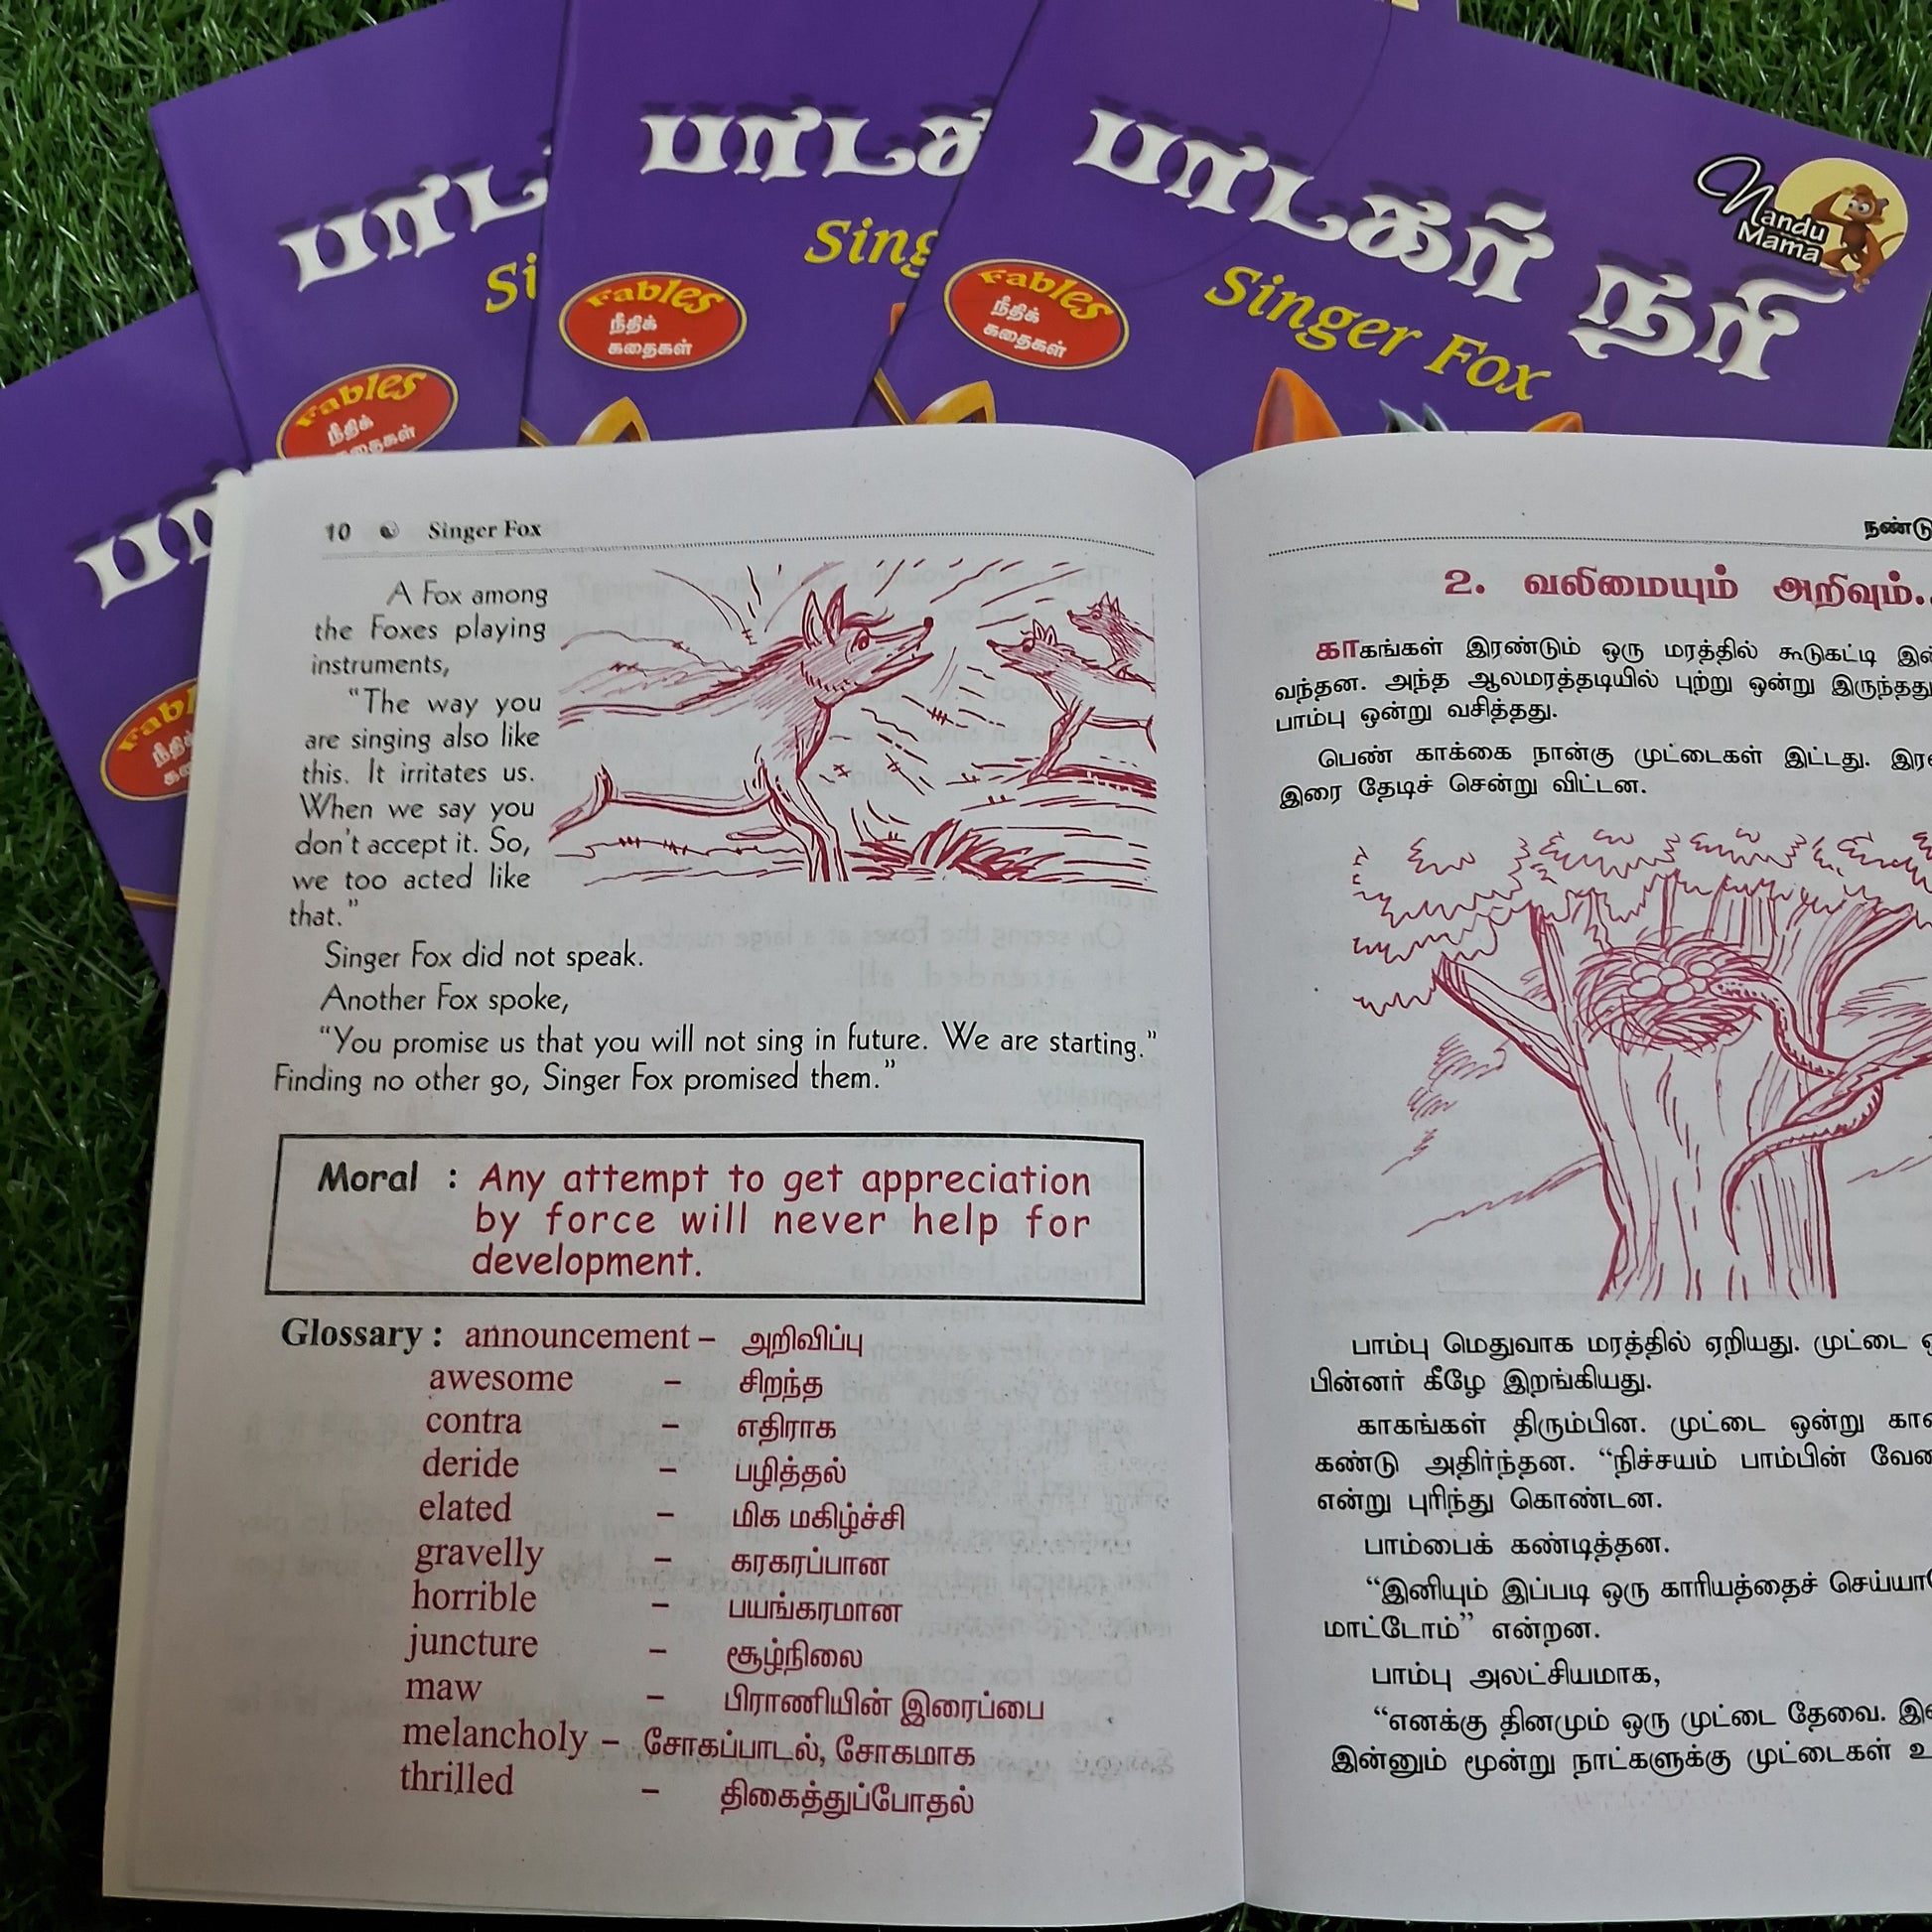 பாடகர் நரி
Singer Fox
Nandu
Mama
Fables
நீதிக்
கதைகள்
Fables
நீதிக்
கதைகள்
Fables
நீதிக்
10 Singer Fox
A Fox among
the Foxes playing
instruments,
“The way you
are singing also like
this. It irritates us.
When we say you
don't accept it. So,
we too acted like
that.”
Singer Fox did not speak.
Another Fox spoke,
“You promise us that you will not sing in future. We are starting.”
Finding no other go, Singer Fox promised them.”
Moral : Any attempt to get appreciation
by force will never help for
development.
Glossary : announcement – அறிவிப்பு
awesome – சிறந்த
contra – எதிராக
deride – பழித்தல்
elated – மிக மகிழ்ச்சி
gravelly – கரகரப்பான
horrible – பயங்கரமான
juncture – சூழ்நிலை
maw – பிராணியின் இரைப்பை
melancholy – சோகப்பாடல், சோகமாக
thrilled – திகைத்துப்போதல்
2. வலிமையும் அறிவும்..
காகங்கள் இரண்டும் ஒரு மரத்தில் கூடுகட்டி
வந்தன. அந்த ஆலமரத்தடியில் புற்று ஒன்று இருந்தது
பாம்பு ஒன்று வசித்தது.
பெண் காக்கை நான்கு முட்டைகள் இட்டது.
இரை தேடிச் சென்று விட்டன.
பாம்பு மெதுவாக மரத்தில் ஏறியது. முட்டை
பின்னர் கீழே இறங்கியது.
காகங்கள் திரும்பின. முட்டை ஒன்று
கண்டு அதிர்ந்தன. “நிச்சயம் பாம்பின்
என்று புரிந்து கொண்டன.
பாம்பைக் கண்டித்தன.
“இனியும் இப்படி ஒரு காரியத்தைச்
மாட்டோம்” என்றன.
பாம்பு அலட்சியமாக,
“எனக்கு தினமும் ஒரு முட்டை தேவை.
இன்னும் மூன்று நாட்களுக்கு முட்டைகள்